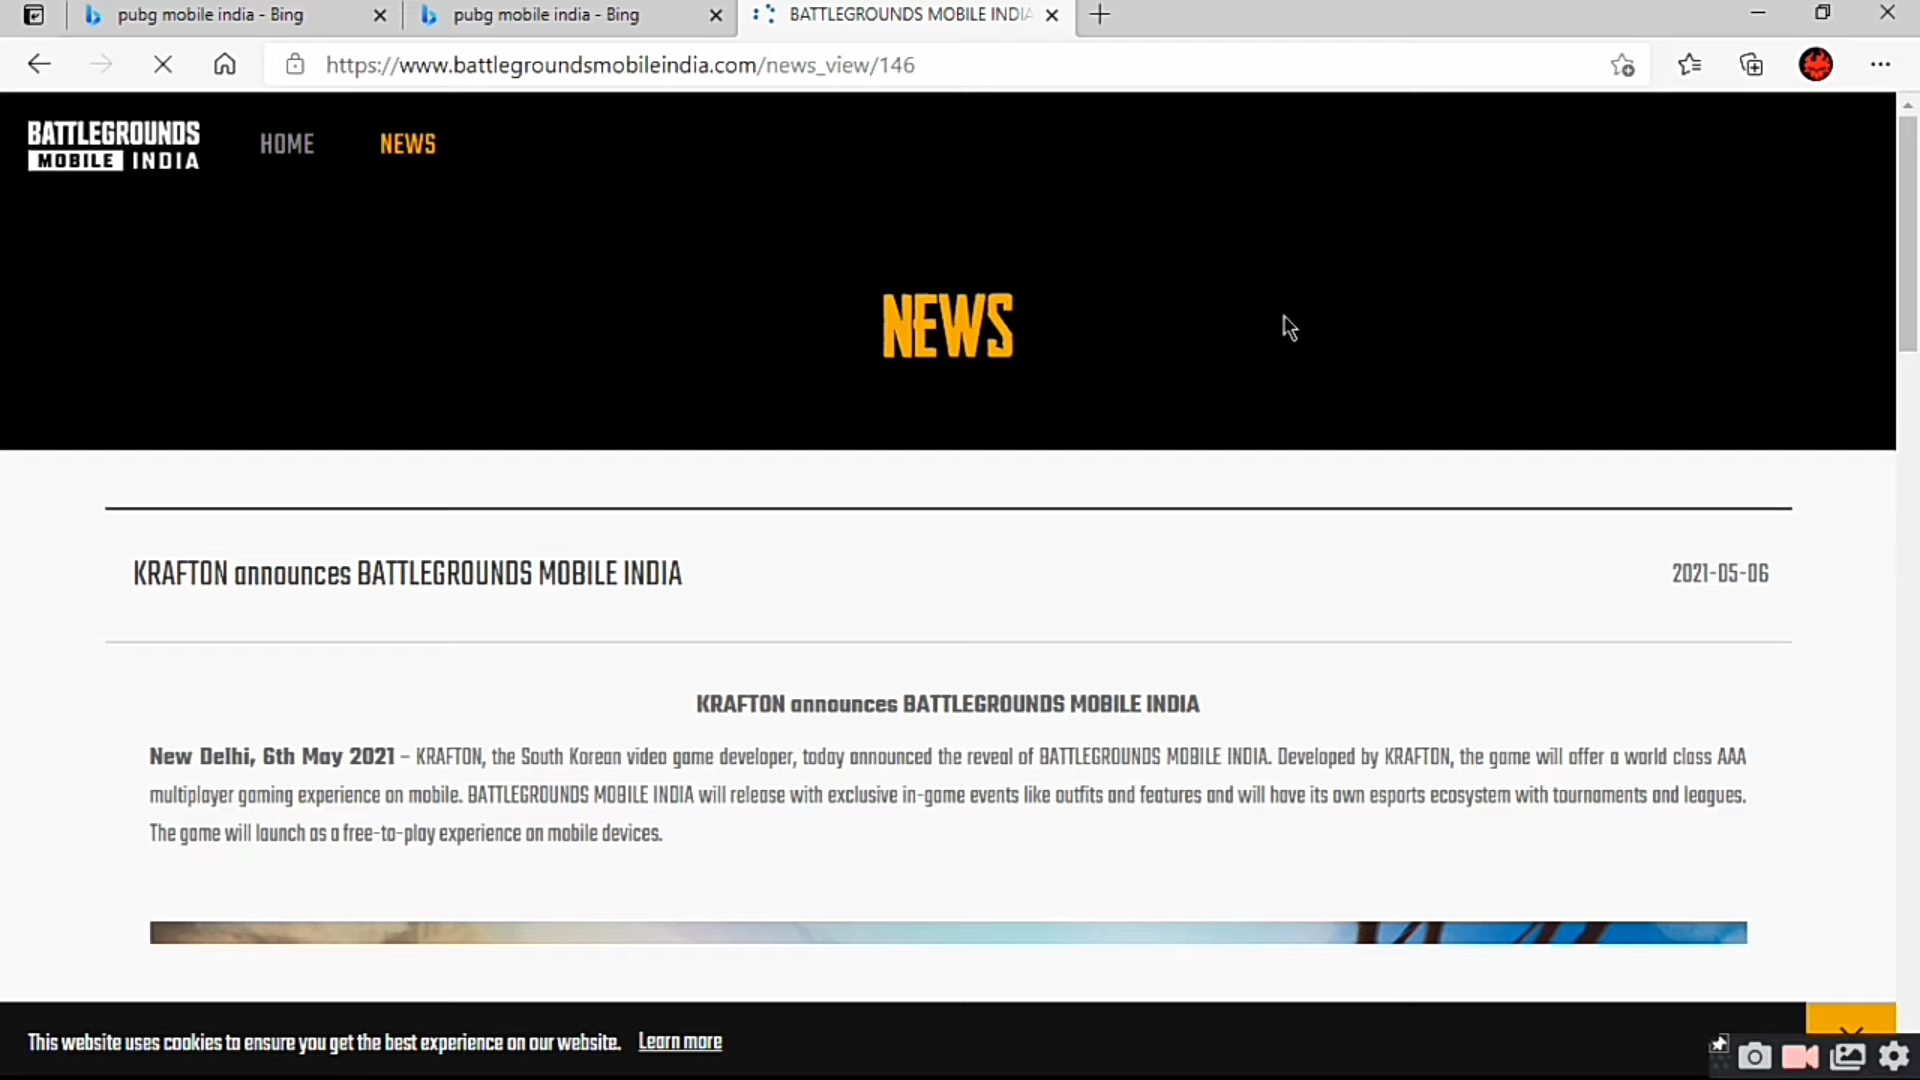 pubg mobile india - Bing
pubg mobile india - Bing
BATTLEGROUNDS MOBILE INDIA
https://www.battlegroundsmobileindia.com/news_view/146
BATTLEGROUNDS
MOBILE INDIA
HOME
NEWS
NEWS
KRAFTON announces BATTLEGROUNDS MOBILE INDIA
2021-05-06
KRAFTON announces BATTLEGROUNDS MOBILE INDIA
New Delhi, 6th May 2021 – KRAFTON, the South Korean video game developer, today announced the reveal of BATTLEGROUNDS MOBILE INDIA. Developed by KRAFTON, the game will offer a world class AAA
multiplayer gaming experience on mobile. BATTLEGROUNDS MOBILE INDIA will release with exclusive in-game events like outfits and features and will have its own esports ecosystem with tournaments and leagues.
The game will launch as a free-to-play experience on mobile devices.
This website uses cookies to ensure you get the best experience on our website. Learn more